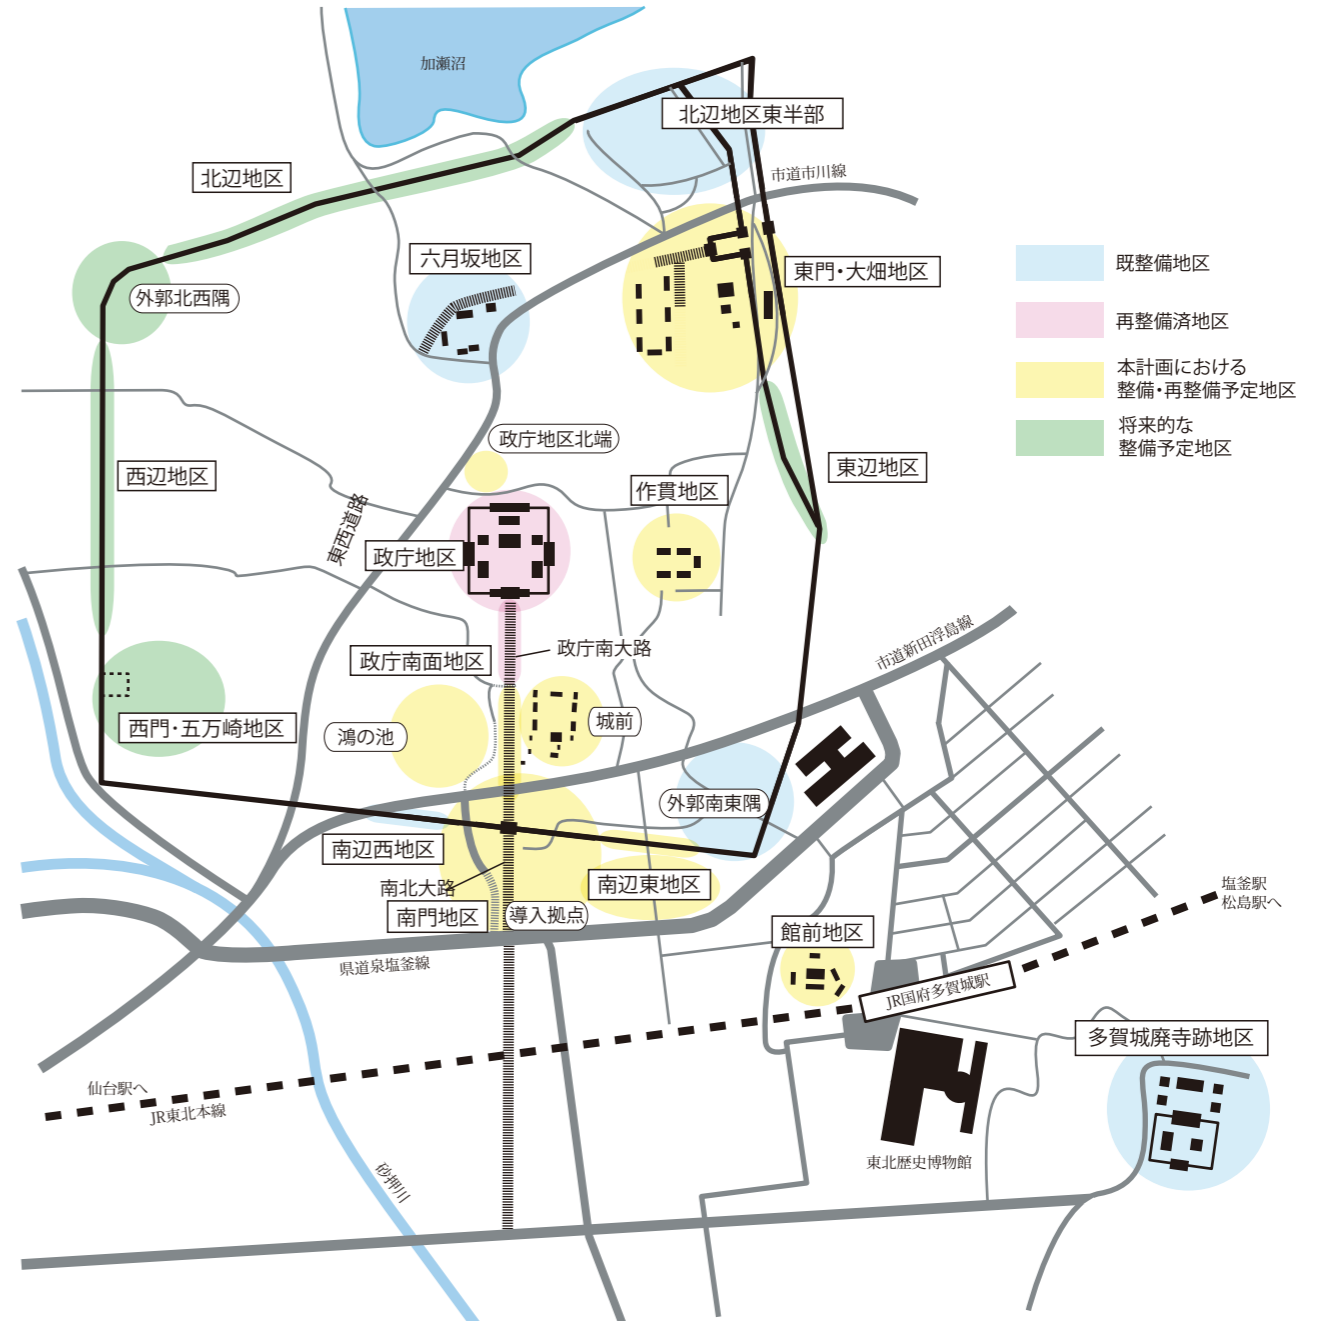 加瀬沼
北辺地区東半部
市道市川線
北辺地区
六月坂地区
東門・大畑地区
外郭北西隅
既整備地区
再整備済地区
本計画における
整備・再整備予定地区
将来的な
整備予定地区
政庁地区北端
東辺地区
西辺地区
作貫地区
東西道路
政庁地区
市道新田浮島線
政庁南大路
政庁南面地区
西門・五万崎地区
鴻の池
城前
外郭南東隅
南辺西地区
南北大路
南辺東地区
南門地区
導入拠点
塩釜駅
松島駅へ
館前地区
県道泉塩釜線
JR国府多賀城駅
多賀城廃寺跡地区
仙台駅へ
JR東北本線
砂押川
東北歴史博物館